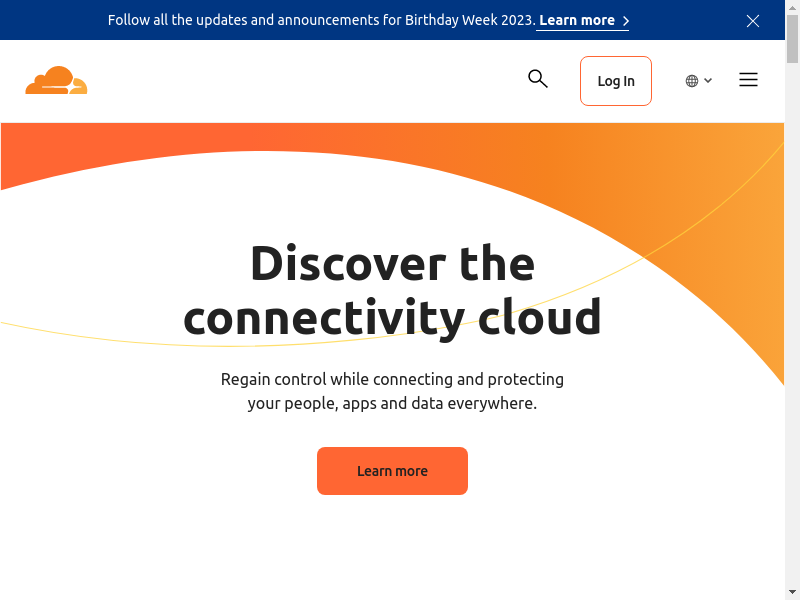 Follow all the updates and announcements for Birthday Week 2023. Learn more
Log In
Discover the
connectivity cloud
Regain control while connecting and protecting
your people, apps and data everywhere.
Learn more